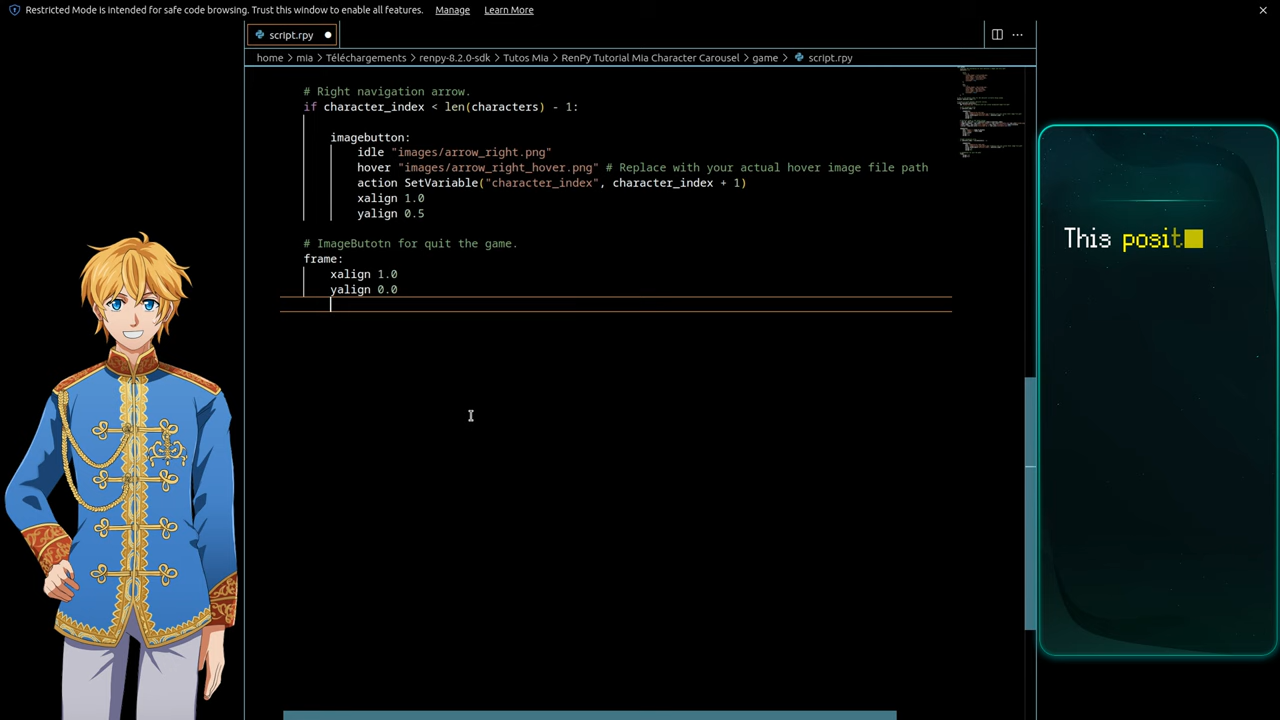 Restricted Mode is intended for safe code browsing. Trust this window to enable all features. Manage Learn More
script.rpy
home > mia > Téléchargements > renpy-8.2.0-sdk > Tutos Mia > RenPy Tutorial Mia Character Carousel > game > script.rpy
# Right navigation arrow.
if character_index < len(characters) - 1:
imagebutton:
idle "images/arrow_right.png"
hover "images/arrow_right_hover.png" # Replace with your actual hover image file path
action SetVariable("character_index", character_index + 1)
xalign 1.0
yalign 0.5
# ImageButotn for quit the game.
frame:
xalign 1.0
yalign 0.0
This posit